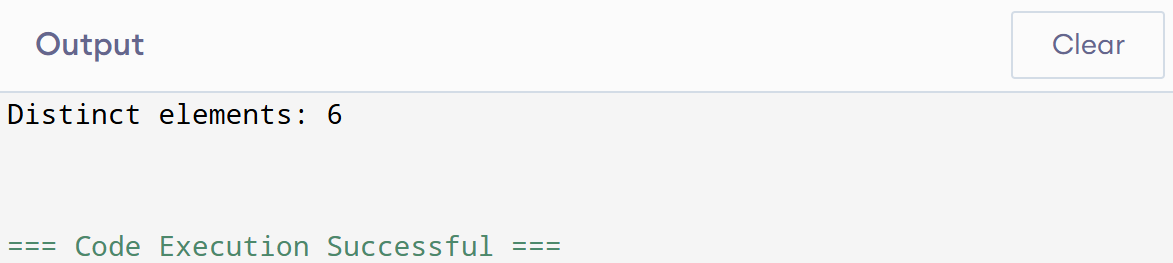 Output
Clear
Distinct elements: 6
=== Code Execution Successful ===